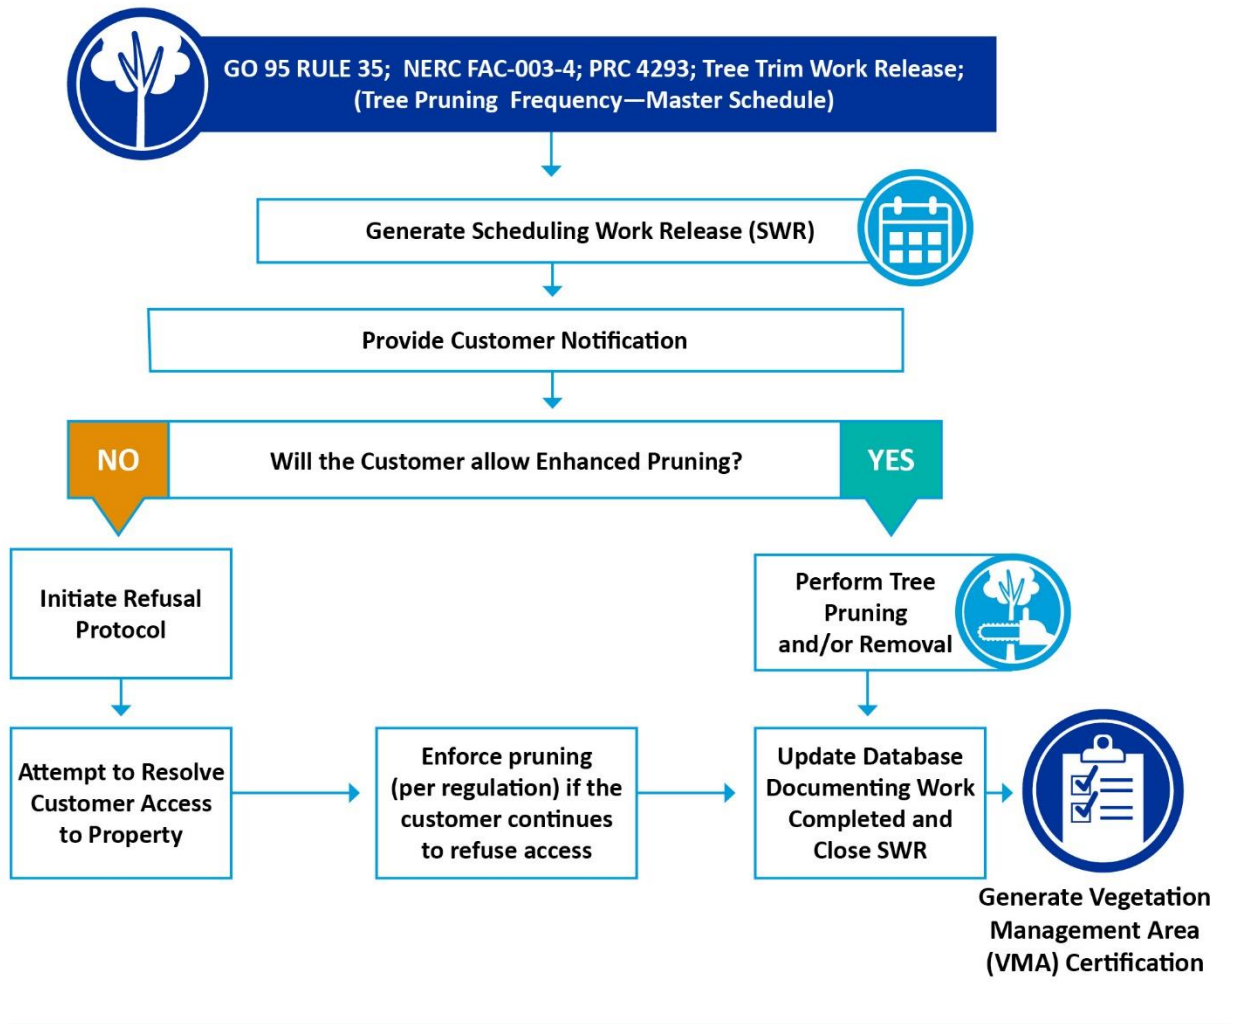 GO 95 RULE 35; NERC FAC-003-4; PRC 4293; Tree Trim Work Release;
(Tree Pruning Frequency—Master Schedule)
Generate Scheduling Work Release (SWR)
Provide Customer Notification
NO
Will the Customer allow Enhanced Pruning?
YES
Initiate Refusal
Protocol
Perform Tree
Pruning
and/or Removal
Attempt to Resolve
Customer Access
to Property
Enforce pruning
(per regulation) if the
customer continues
to refuse access
Update Database
Documenting Work
Completed and
Close SWR
Generate Vegetation
Management Area
(VMA) Certification